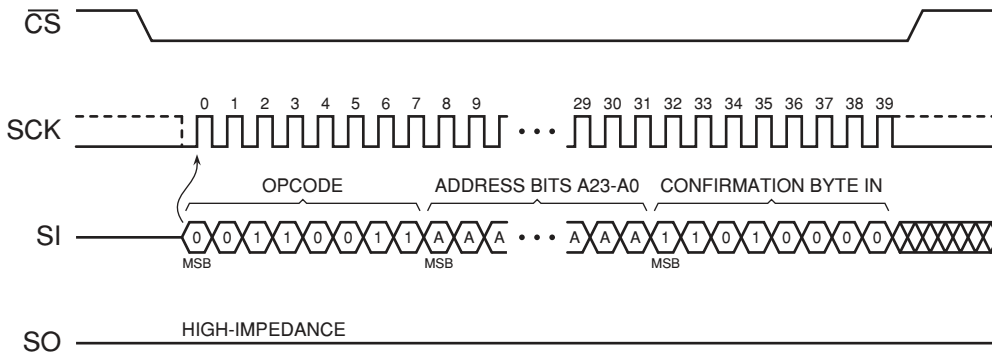 CS
SCK
0 1 2 3 4 5 6 7 8 9 29 30 31 32 33 34 35 36 37 38 39
OPCODE ADDRESS BITS A23-A0 CONFIRMATION BYTE IN
SI
0 0 1 1 0 0 1 1 A A A A A A 1 1 0 1 0 0 0 0
MSB MSB MSB
HIGH-IMPEDANCE
SO